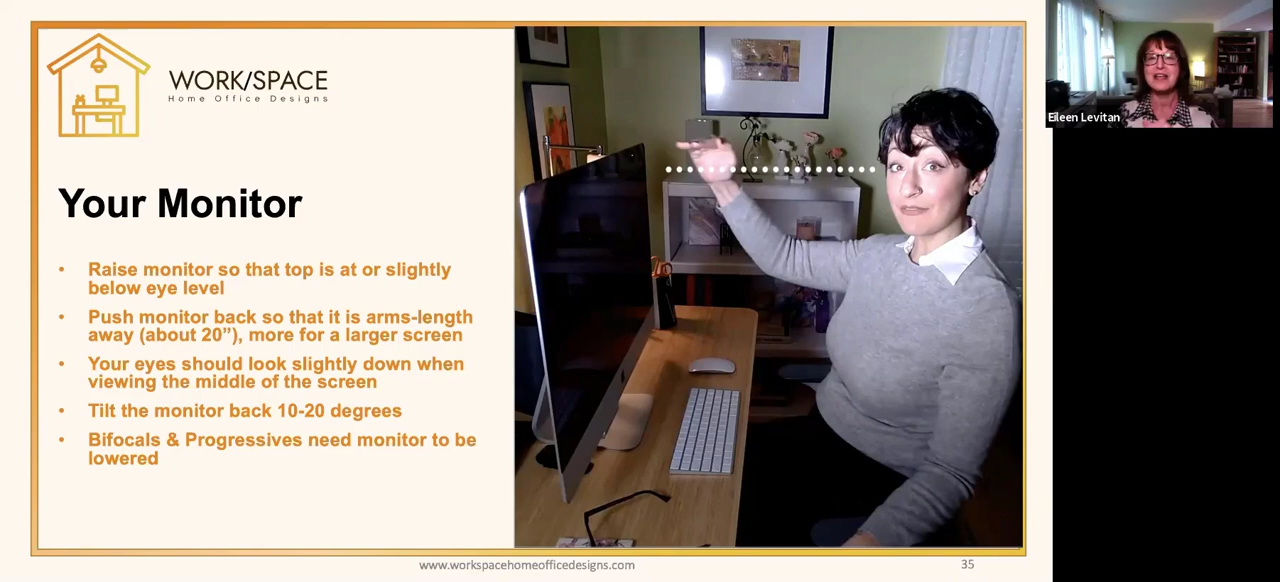 WORK/SPACE
Home Office Designs
Your Monitor
• Raise monitor so that top is at or slightly
below eye level
• Push monitor back so that it is arms-length
away (about 20”), more for a larger screen
• Your eyes should look slightly down when
viewing the middle of the screen
• Tilt the monitor back 10-20 degrees
• Bifocals & Progressives need monitor to be
lowered
www.workspacehomeofficedesigns.com
35
Eileen Levitan